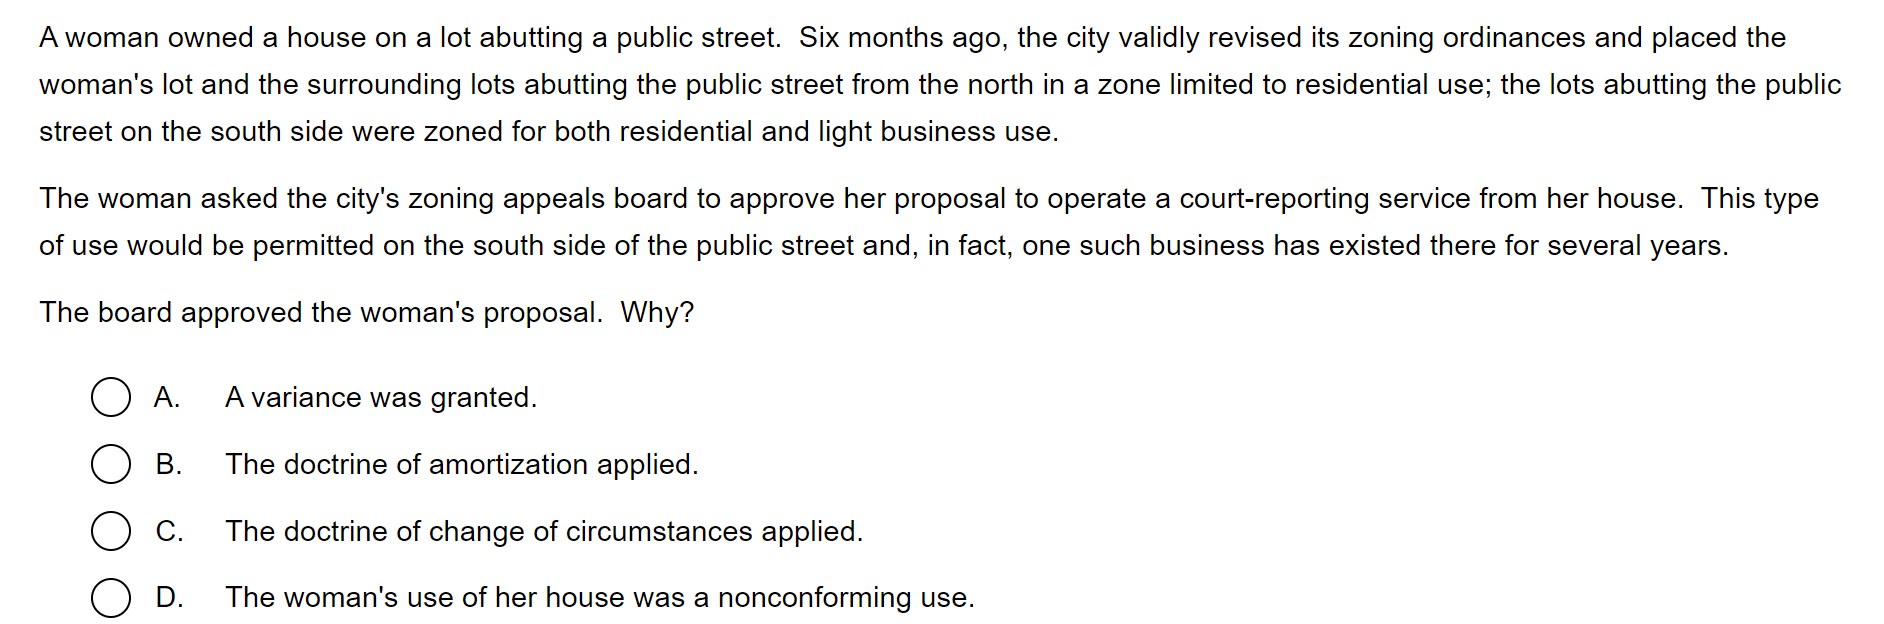 A woman owned a house on a lot abutting a public street.  Six months ago, the city validly revised its zoning ordinances and placed the
woman's lot and the surrounding lots abutting the public street from the north in a zone limited to residential use; the lots abutting the public
street on the south side were zoned for both residential and light business use.
The woman asked the city's zoning appeals board to approve her proposal to operate a court-reporting service from her house.  This type
of use would be permitted on the south side of the public street and, in fact, one such business has existed there for several years.
The board approved the woman's proposal.  Why?
A. A variance was granted.
B. The doctrine of amortization applied.
C. The doctrine of change of circumstances applied.
D. The woman's use of her house was a nonconforming use.